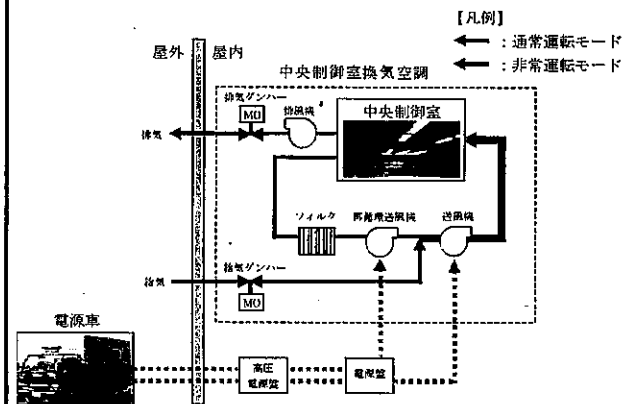 【凡例】
：通常運転モード
：非常運転モード
屋外
屋内
中央制御室換気空調
排気ダンパー
MO
排風機
中央制御室
排気
フィルタ
再循環送風機
送風機
給気
給気ダンパー
MO
電源車
高圧
電源盤
電源盤